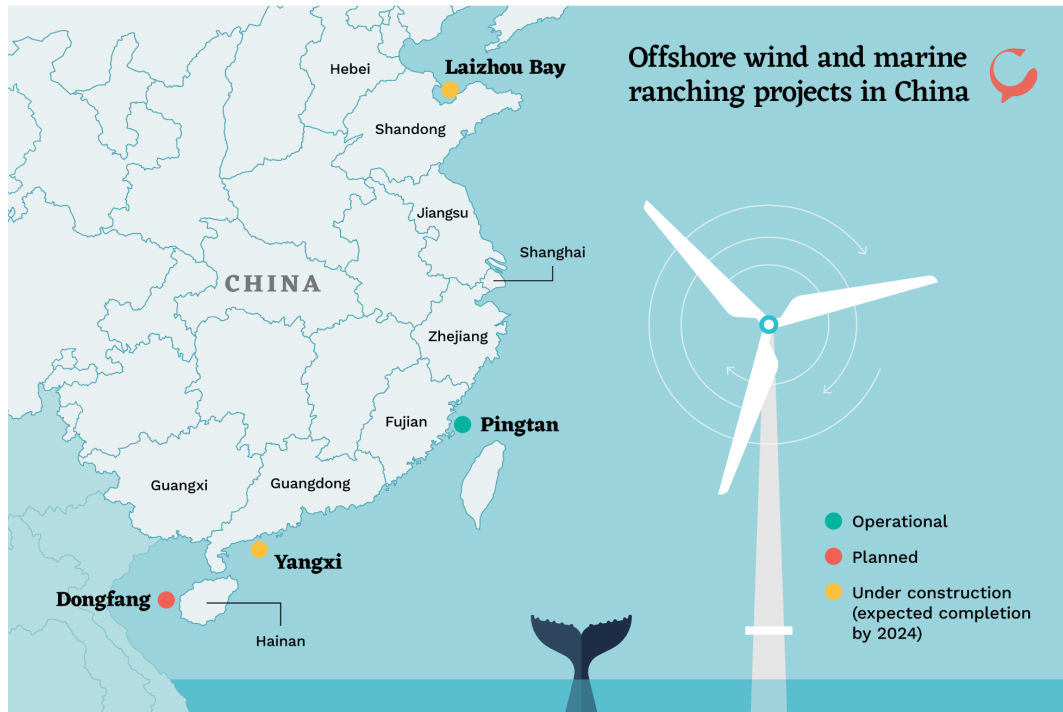 Offshore wind and marine
ranching projects in China
Hebei
Laizhou Bay
Shandong
Jiangsu
Shanghai
CHINA
Zhejiang
Fujian
Pingtan
Guangxi
Guangdong
Yangxi
Dongfang
Hainan
Operational
Planned
Under construction
(expected completion
by 2024)